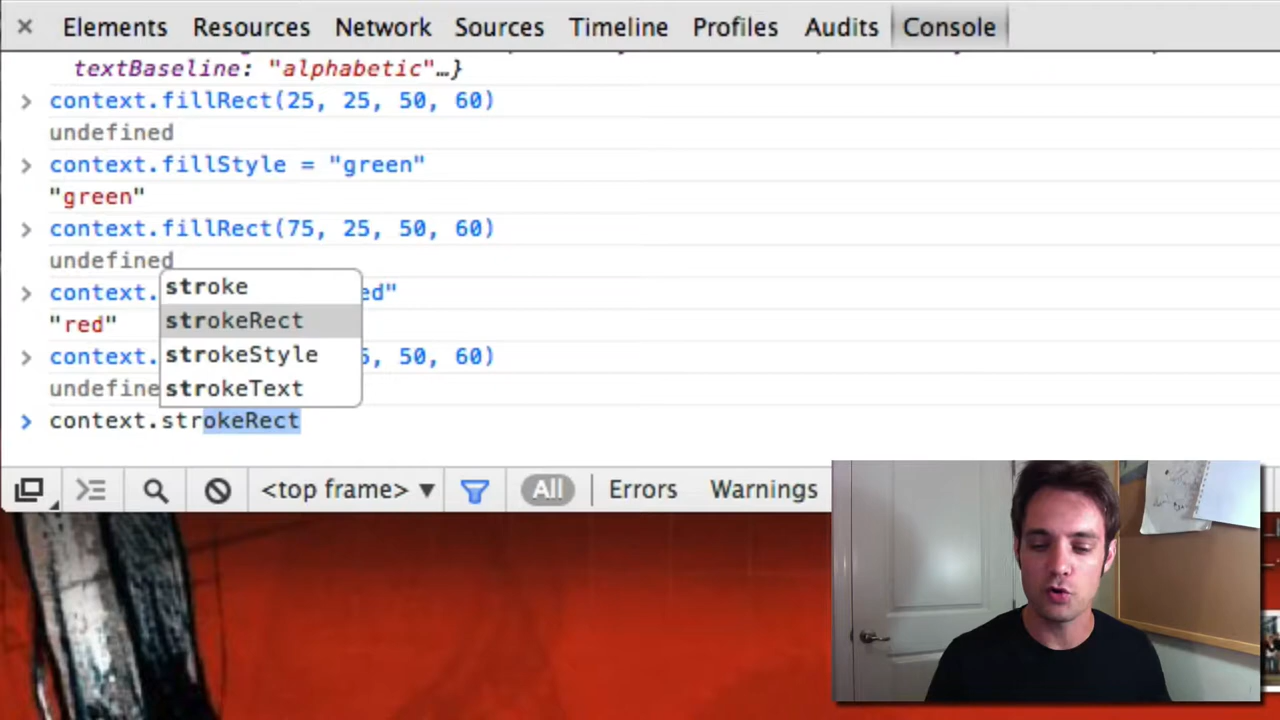 × Elements Resources Network Sources Timeline Profiles Audits Console
textBaseline: "alphabetic"…}
> context.fillRect(25, 25, 50, 60)
undefined
> context.fillStyle = "green"
"green"
> context.fillRect(75, 25, 50, 60)
undefined
> context. ed"
"red"
> context. 50, 60)
undefine
stroke
strokeRect
strokeStyle
strokeText
> context.strokeRect
<top frame> ▼ All Errors Warnings